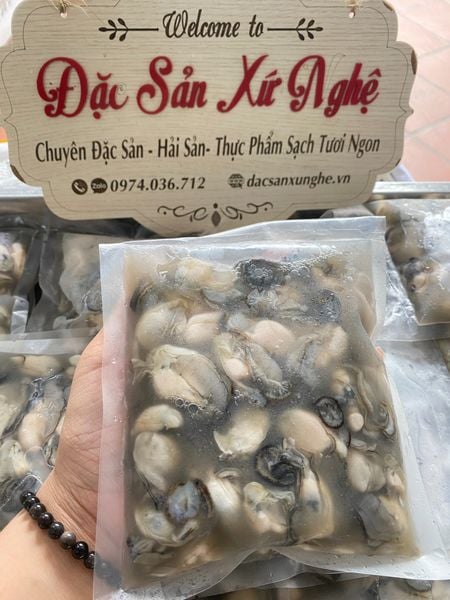 Welcome to
Đặc Sản Xứ Nghệ
Chuyên Đặc Sản - Hải Sản- Thực Phẩm Sạch Tươi Ngon
Zalo 0974.036.712 dacsanxunghe.vn